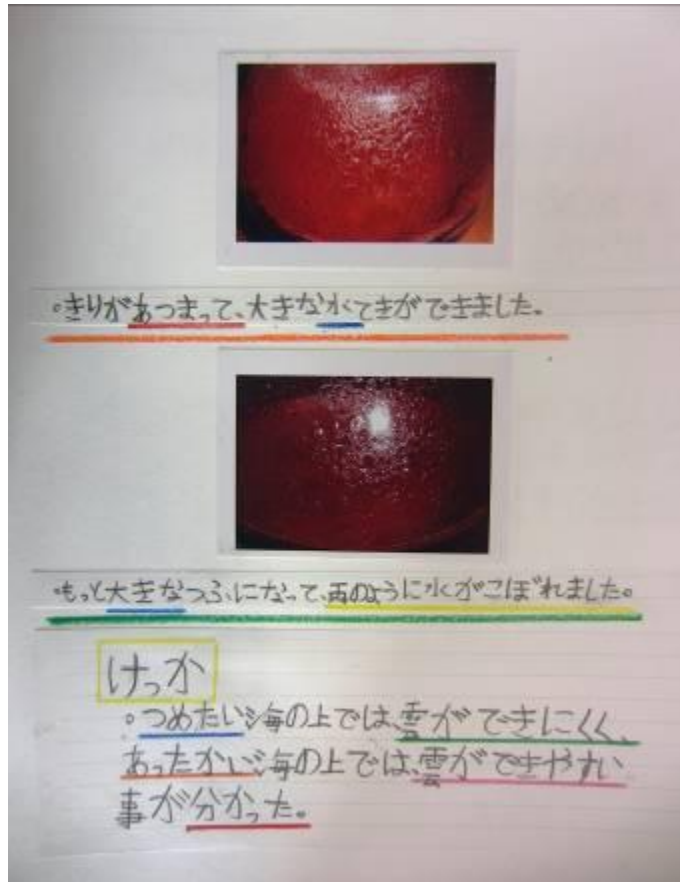 ・きりがあつまって、大きな水てきができました。
・もっと大きなつぶになって、雨のように水がこぼれました。
けっか
・つめたい海の上では、雲ができにくく、
あったかい海の上では、雲ができやすい
事が分かった。